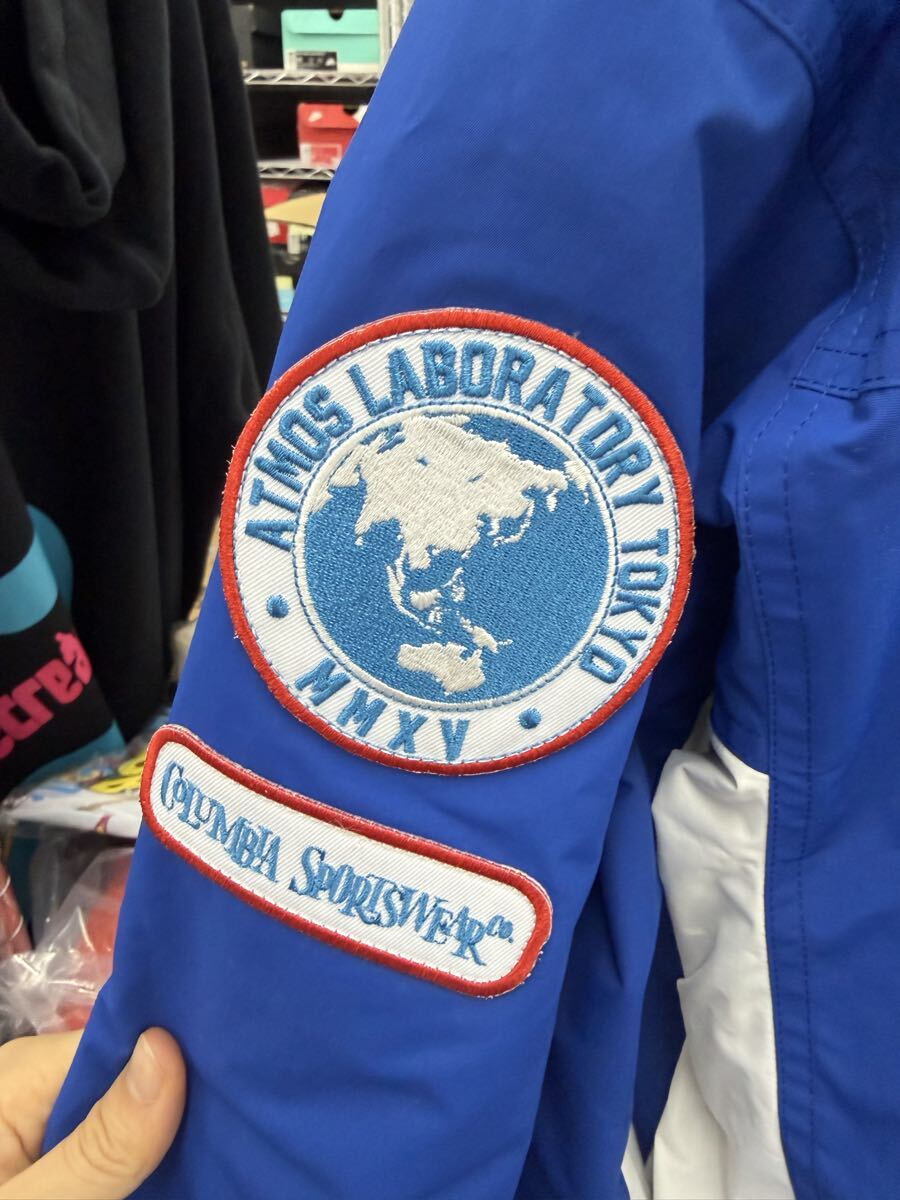 ATMOS LABORATORY TOKYO
MMXV
COLUMBIA SPORTSWEAR CO.